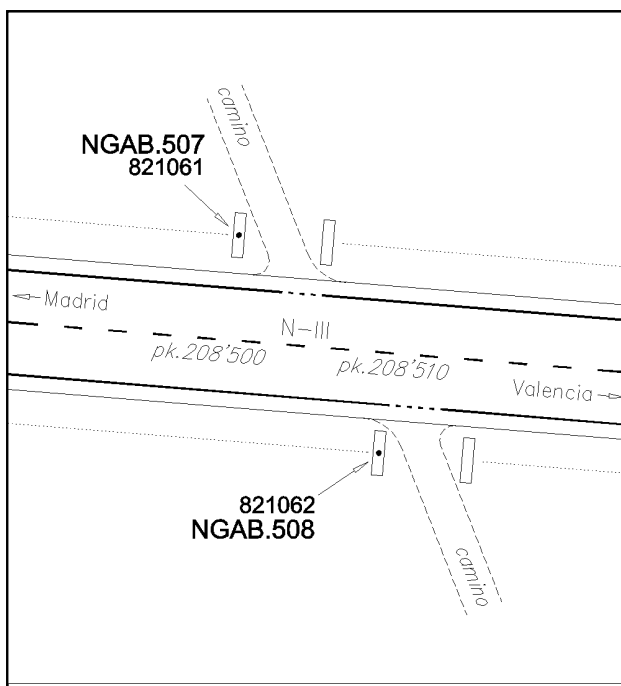 camino
NGAB.507
821061
Madrid
N-III
pk.208'500
pk.208'510
Valencia
821062
NGAB.508
camino